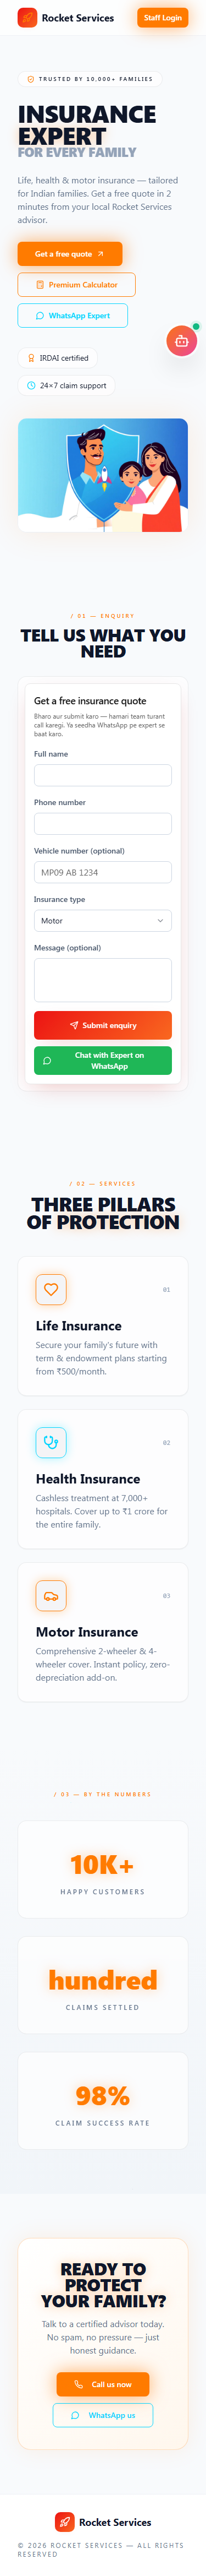 Rocket Services
Staff Login
TRUSTED BY 10,000+ FAMILIES
INSURANCE
EXPERT
FOR EVERY FAMILY
Life, health & motor insurance — tailored
for Indian families. Get a free quote in 2
minutes from your local Rocket Services
advisor.
Get a free quote
Premium Calculator
WhatsApp Expert
IRDAI certified
24×7 claim support
/ 01 — ENQUIRY
TELL US WHAT YOU
NEED
Get a free insurance quote
Bharo aur submit karo — hamari team turant
call karegi. Ya seedha WhatsApp pe expert se
baat karo.
Full name
Phone number
Vehicle number (optional)
MP09 AB 1234
Insurance type
Motor
Message (optional)
Submit enquiry
Chat with Expert on
WhatsApp
/ 02 — SERVICES
THREE PILLARS
OF PROTECTION
01
Life Insurance
Secure your family's future with
term & endowment plans starting
from ₹500/month.
02
Health Insurance
Cashless treatment at 7,000+
hospitals. Cover up to ₹1 crore for
the entire family.
03
Motor Insurance
Comprehensive 2-wheeler & 4-
wheeler cover. Instant policy, zero-
depreciation add-on.
/ 03 — BY THE NUMBERS
10K+
HAPPY CUSTOMERS
hundred
CLAIMS SETTLED
98%
CLAIM SUCCESS RATE
READY TO
PROTECT
YOUR FAMILY?
Talk to a certified advisor today.
No spam, no pressure — just
honest guidance.
Call us now
WhatsApp us
Rocket Services
© 2026 ROCKET SERVICES — ALL RIGHTS
RESERVED